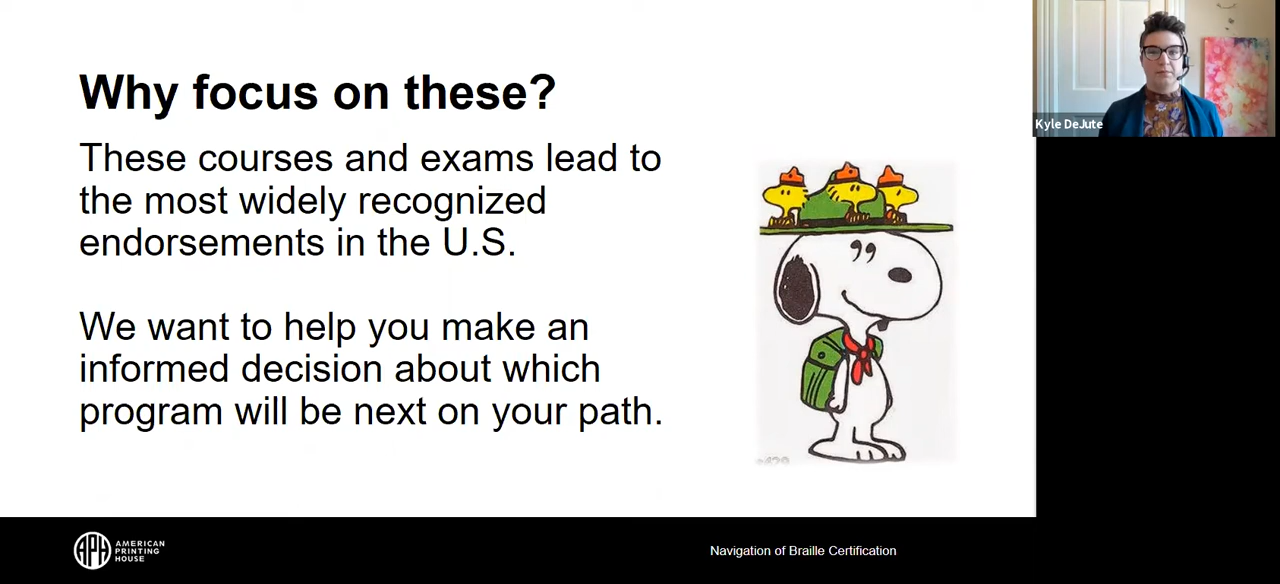 Why focus on these?
These courses and exams lead to
the most widely recognized
endorsements in the U.S.
We want to help you make an
informed decision about which
program will be next on your path.
Kyle DeJute
APH
AMERICAN
PRINTING
HOUSE
Navigation of Braille Certification